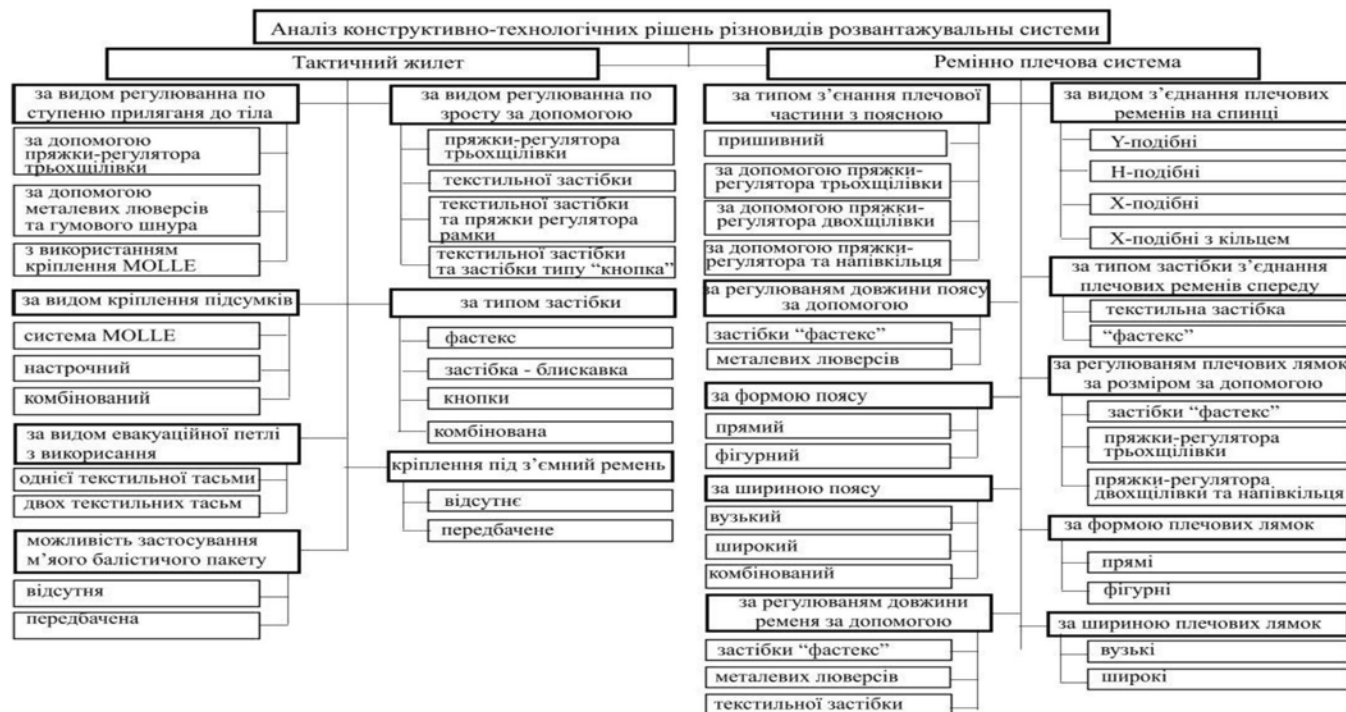 Аналіз конструктивно-технологічних рішень різновидів розвантажувальны системи
Тактичний жилет
за видом регулюванна по
ступеню приляганя до тіла
за допомогою
пряжки-регулятора
трьохщілівки
за допомогою
металевих люверсів
та гумового шнура
з використанням
кріплення MOLLE
за видом кріплення підсумків
система MOLLE
настрочний
комбінований
за видом евакуаційної петлі
з викорисання
однієї текстильної тасьми
двох текстильних тасьм
можливість застосування
м’яого балістичого пакету
відсутня
передбачена
за видом регулюванна по
зросту за допомогою
пряжки-регулятора
трьохщілівки
текстильної застібки
текстильної застібки
та пряжки регулятора
рамки
текстильної застібки
та застібки типу “кнопка”
за типом застібки
фастекс
застібка - блискавка
кнопки
комбінована
кріплення під з’ємний ремень
відсутнє
передбачене
Ремінно плечова система
за типом з’єнання плечової
частини з поясною
пришивний
за допомогою пряжки-
регулятора трьохщілівки
за допомогою пряжки-
регулятора двохщілівки
за допомогою пряжки-
регулятора та напівкільця
за регулюваням довжини поясу
за допомогою
застібки “фастекс”
металевих люверсів
за формою поясу
прямий
фігурний
за шириною поясу
вузький
широкий
комбінований
за регулюваням довжини
ременя за допомогою
застібки “фастекс”
металевих люверсів
текстильної застібки
за видом з’єднання плечових
ременів на спинці
Y-подібні
Н-подібні
Х-подібні
Х-подібні з кільцем
за типом застібки з’єднання
плечових ременів спереду
текстильна застібка
“фастекс”
за регулюваням плечових лямок
за розміром за допомогою
застібки “фастекс”
пряжки-регулятора
трьохщілівки
пряжки-регулятора
двохщілівки та напівкільця
за формою плечових лямок
прямі
фігурні
за шириною плечових лямок
вузькі
широкі